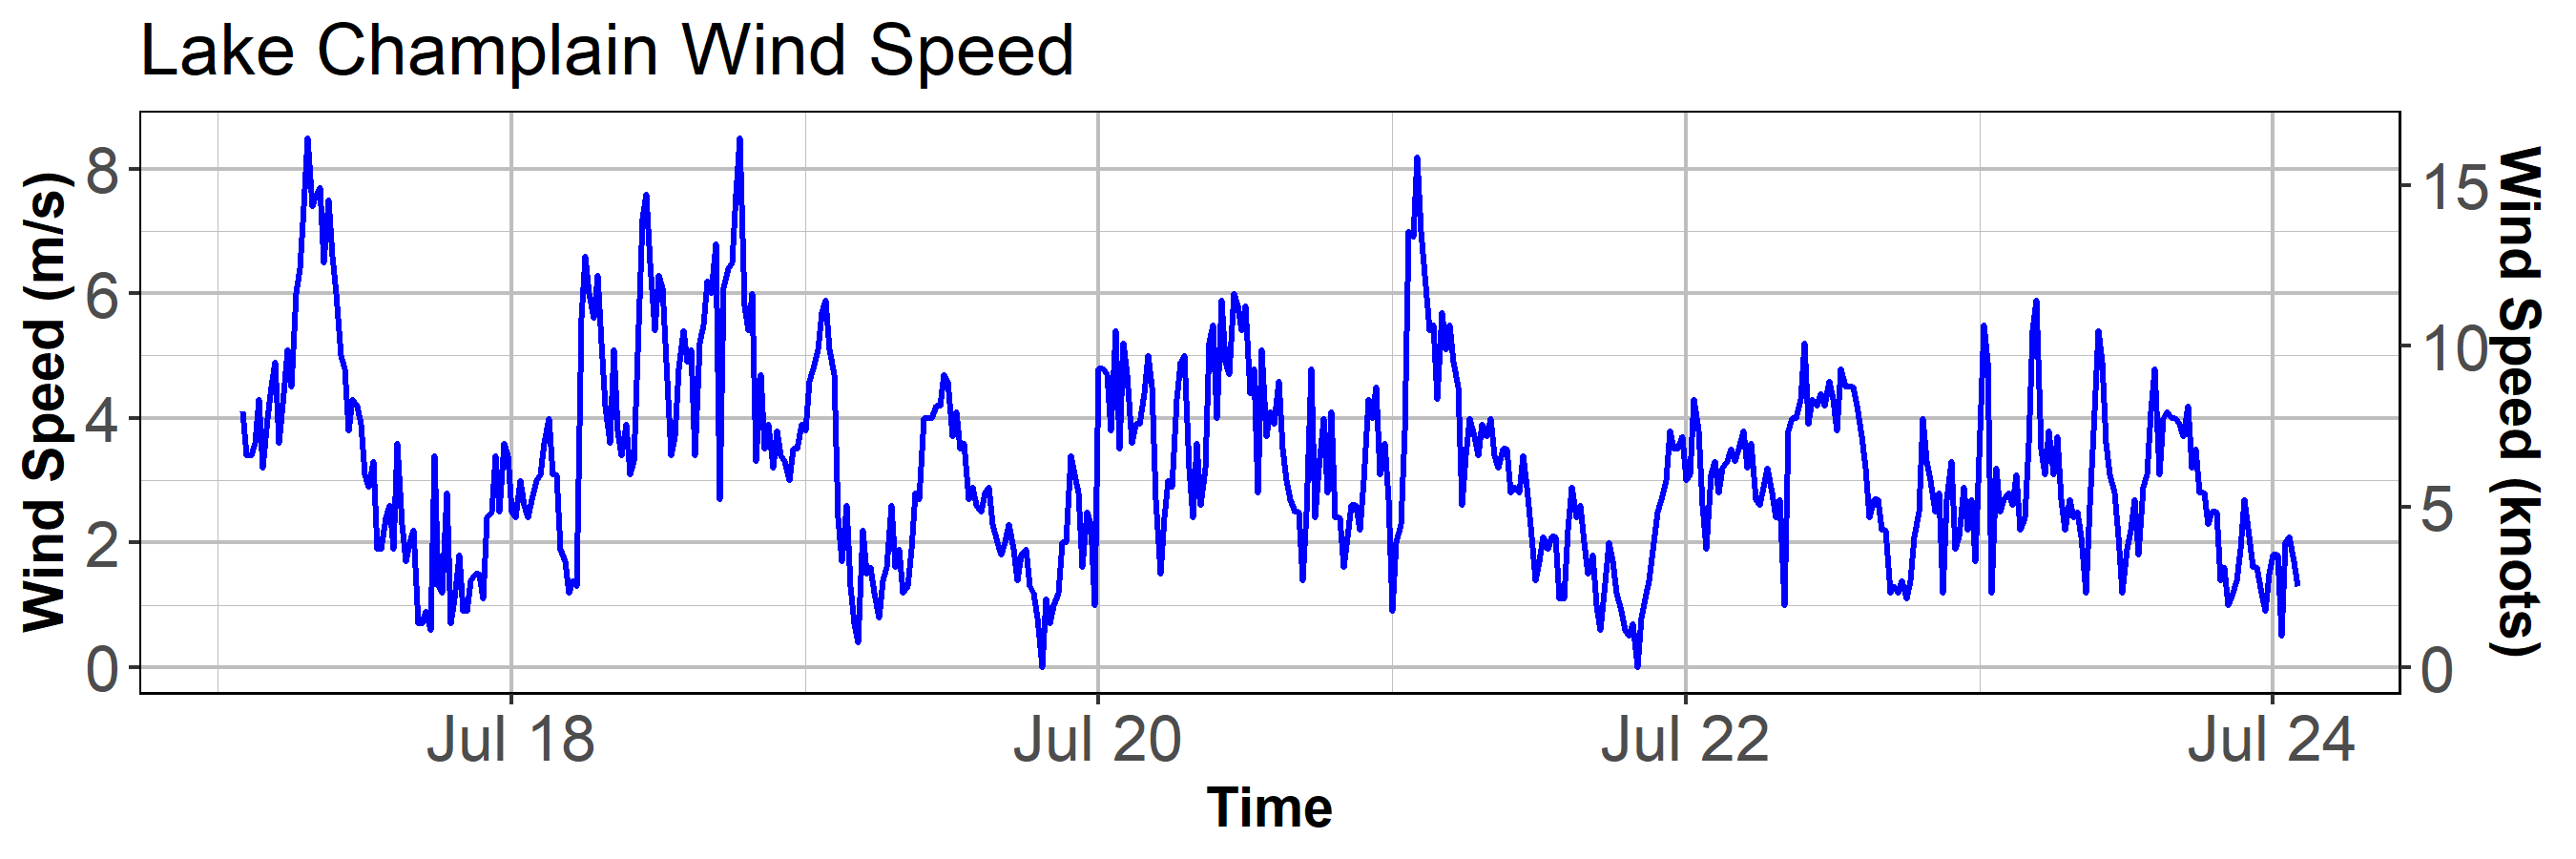 Lake Champlain Wind Speed
Wind Speed (m/s)
8
6
4
2
0
15
10
5
0
Wind Speed (knots)
Jul 18
Jul 20
Jul 22
Jul 24
Time